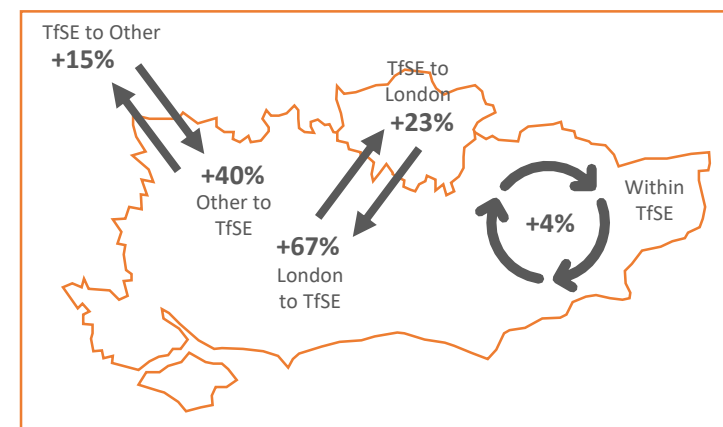 TfSE to Other
+15%
TfSE to
London
+23%
+40%
Other to
TfSE
+67%
London
to TfSE
+4%
Within
TfSE